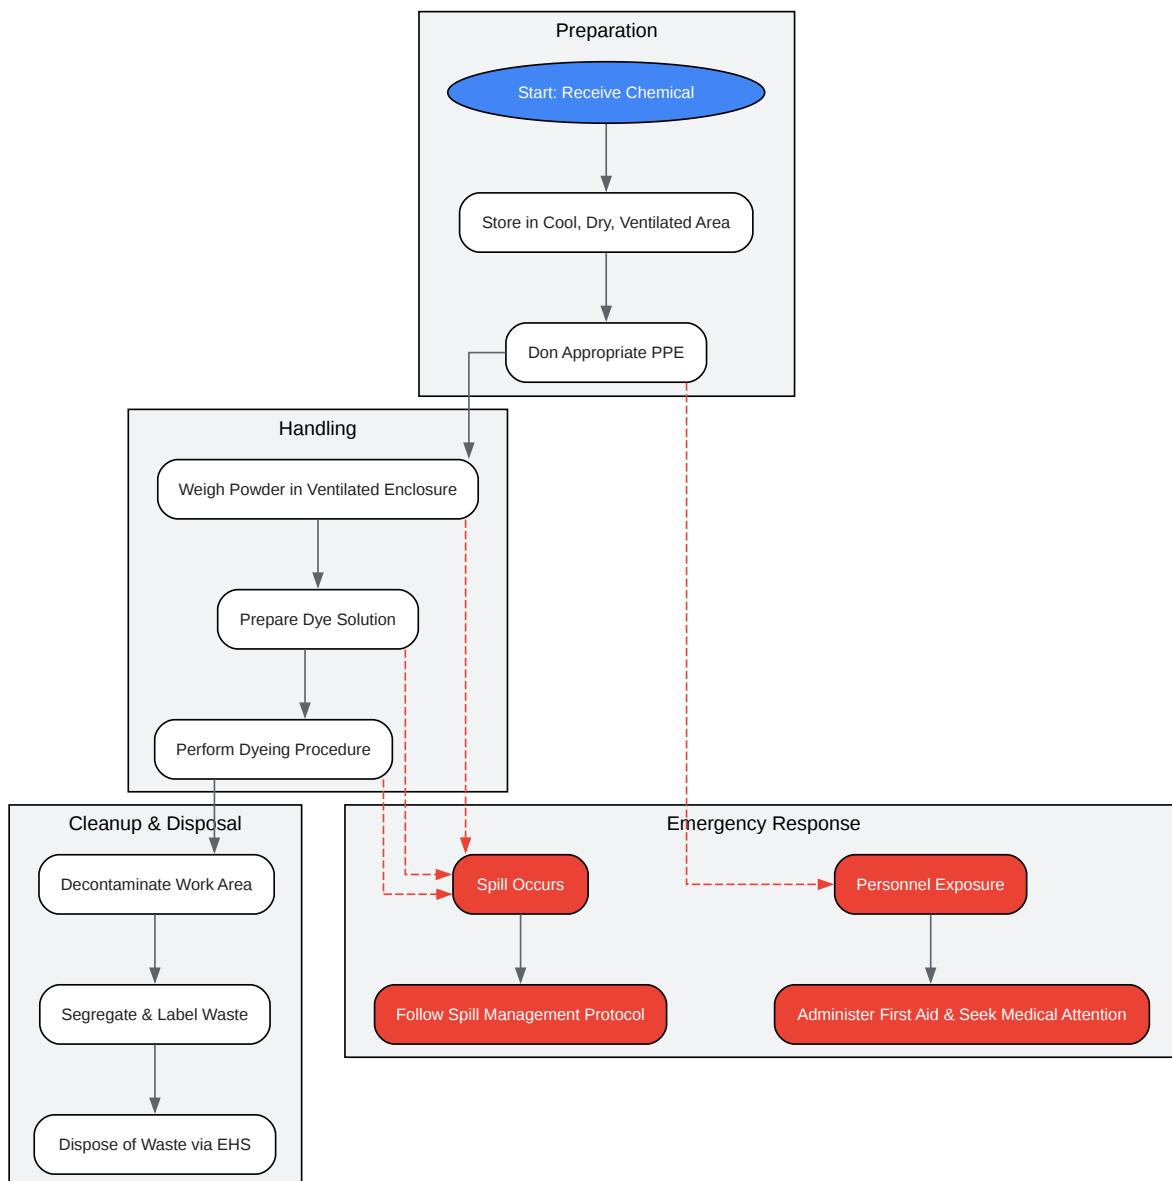 Preparation
Start: Receive Chemical
Store in Cool, Dry, Ventilated Area
Don Appropriate PPE
Handling
Weigh Powder in Ventilated Enclosure
Prepare Dye Solution
Perform Dyeing Procedure
Cleanup & Disposal
Decontaminate Work Area
Segregate & Label Waste
Dispose of Waste via EHS
Emergency Response
Spill Occurs
Personnel Exposure
Follow Spill Management Protocol
Administer First Aid & Seek Medical Attention